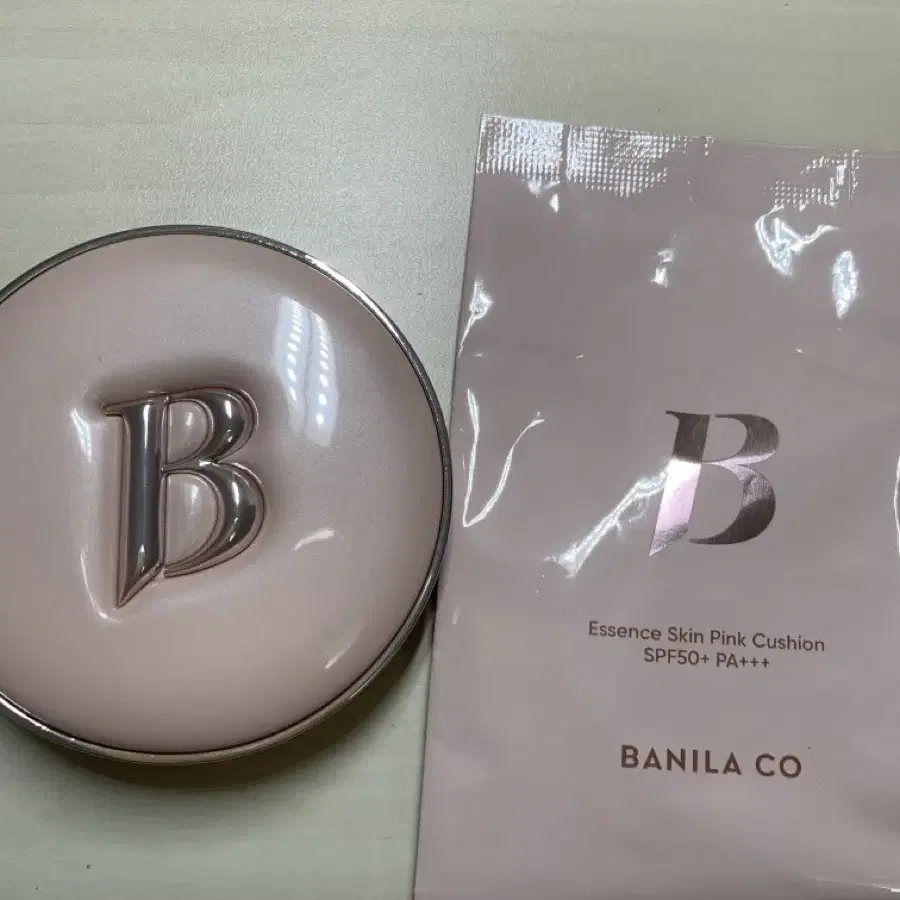 B
B
Essence Skin Pink Cushion
SPF50+ PA+++
BANILA CO